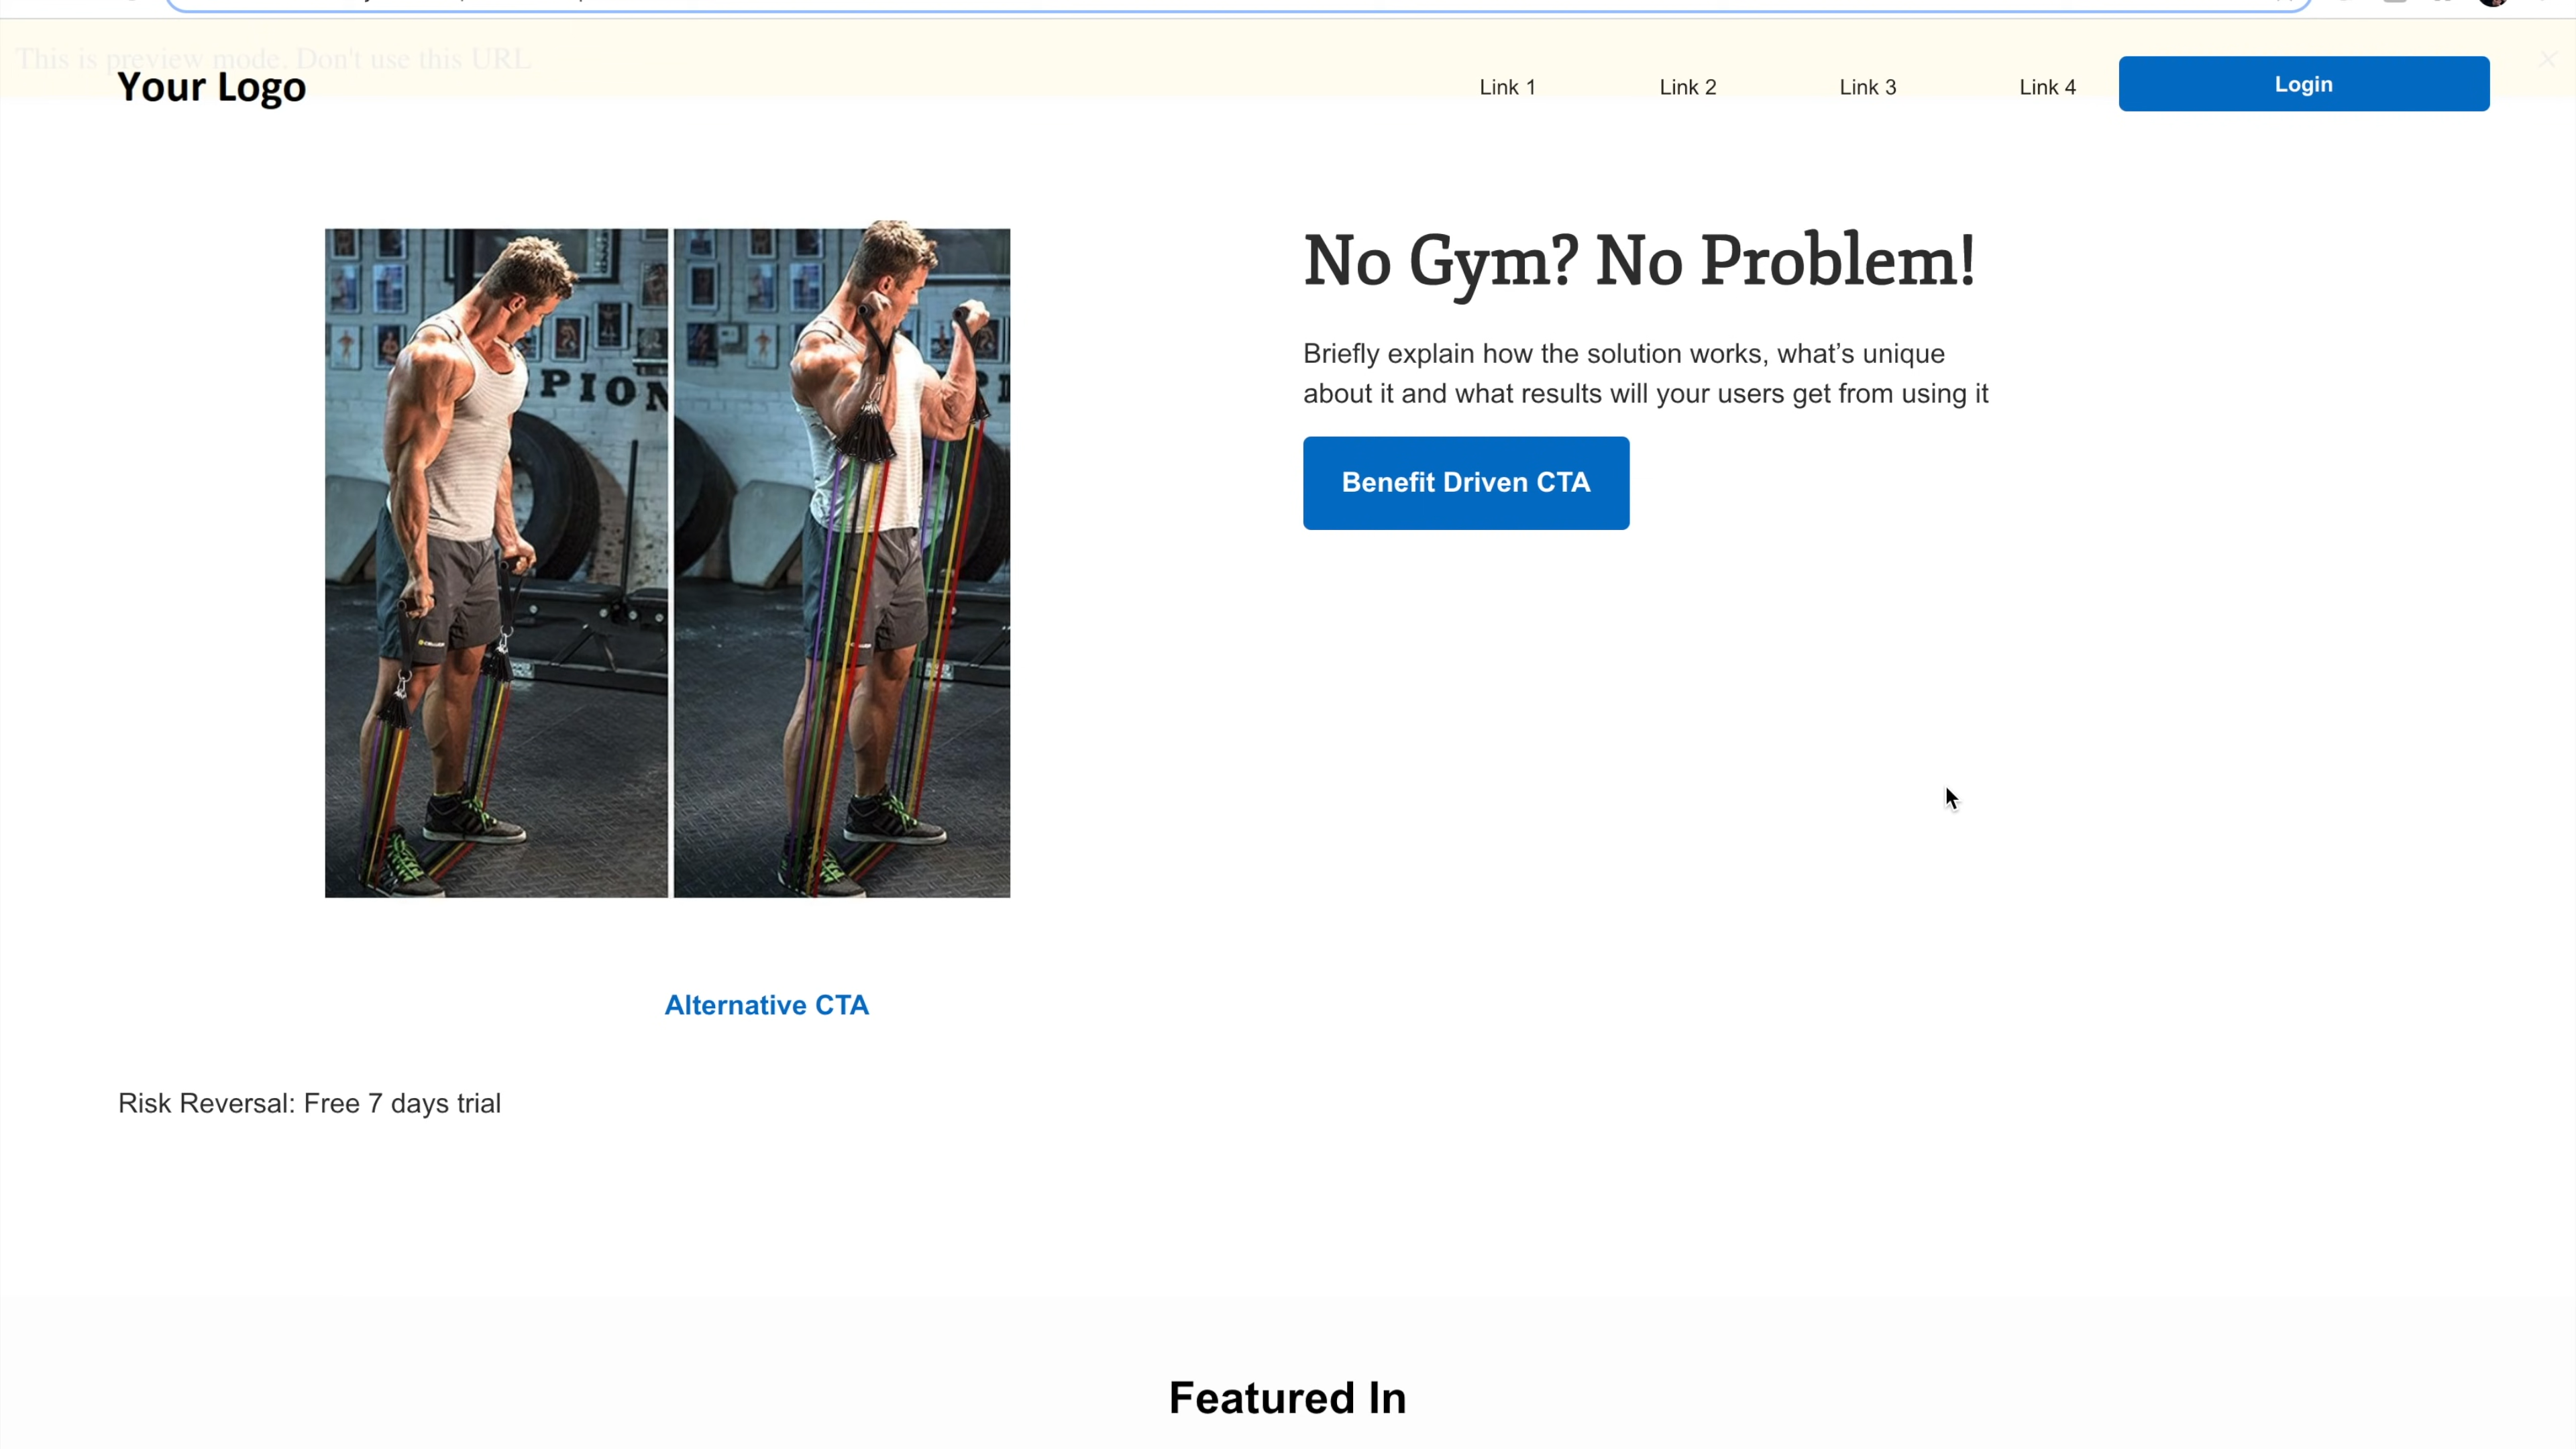 This is preview mode. Don't use this URL
Your Logo
Link 1
Link 2
Link 3
Link 4
Login
No Gym? No Problem!
Briefly explain how the solution works, what’s unique
about it and what results will your users get from using it
Benefit Driven CTA
PION
Alternative CTA
Risk Reversal: Free 7 days trial
Featured In